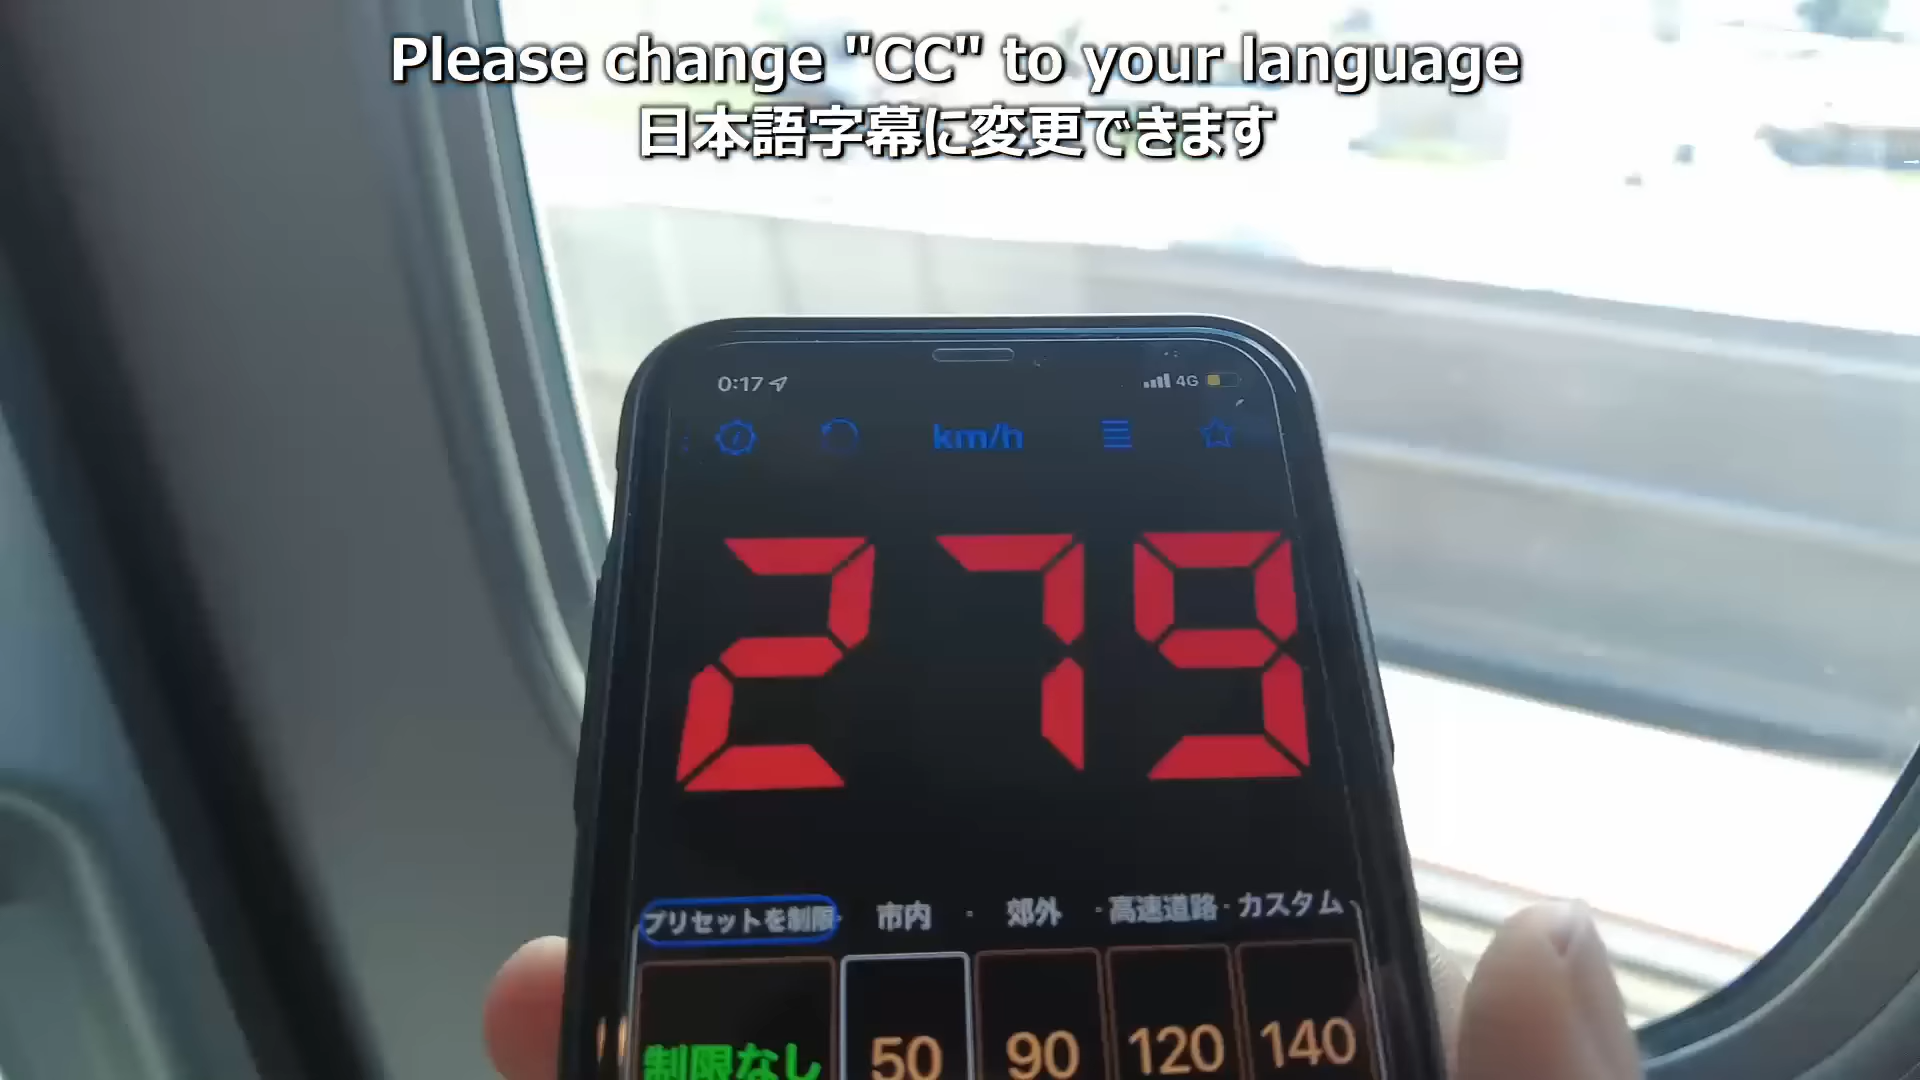 Please change "CC" to your language
日本語字幕に変更できます
0:17 4G
km/h
279
プリセットを制限 市内 郊外 高速道路 カスタム
制限なし 50 90 120 140